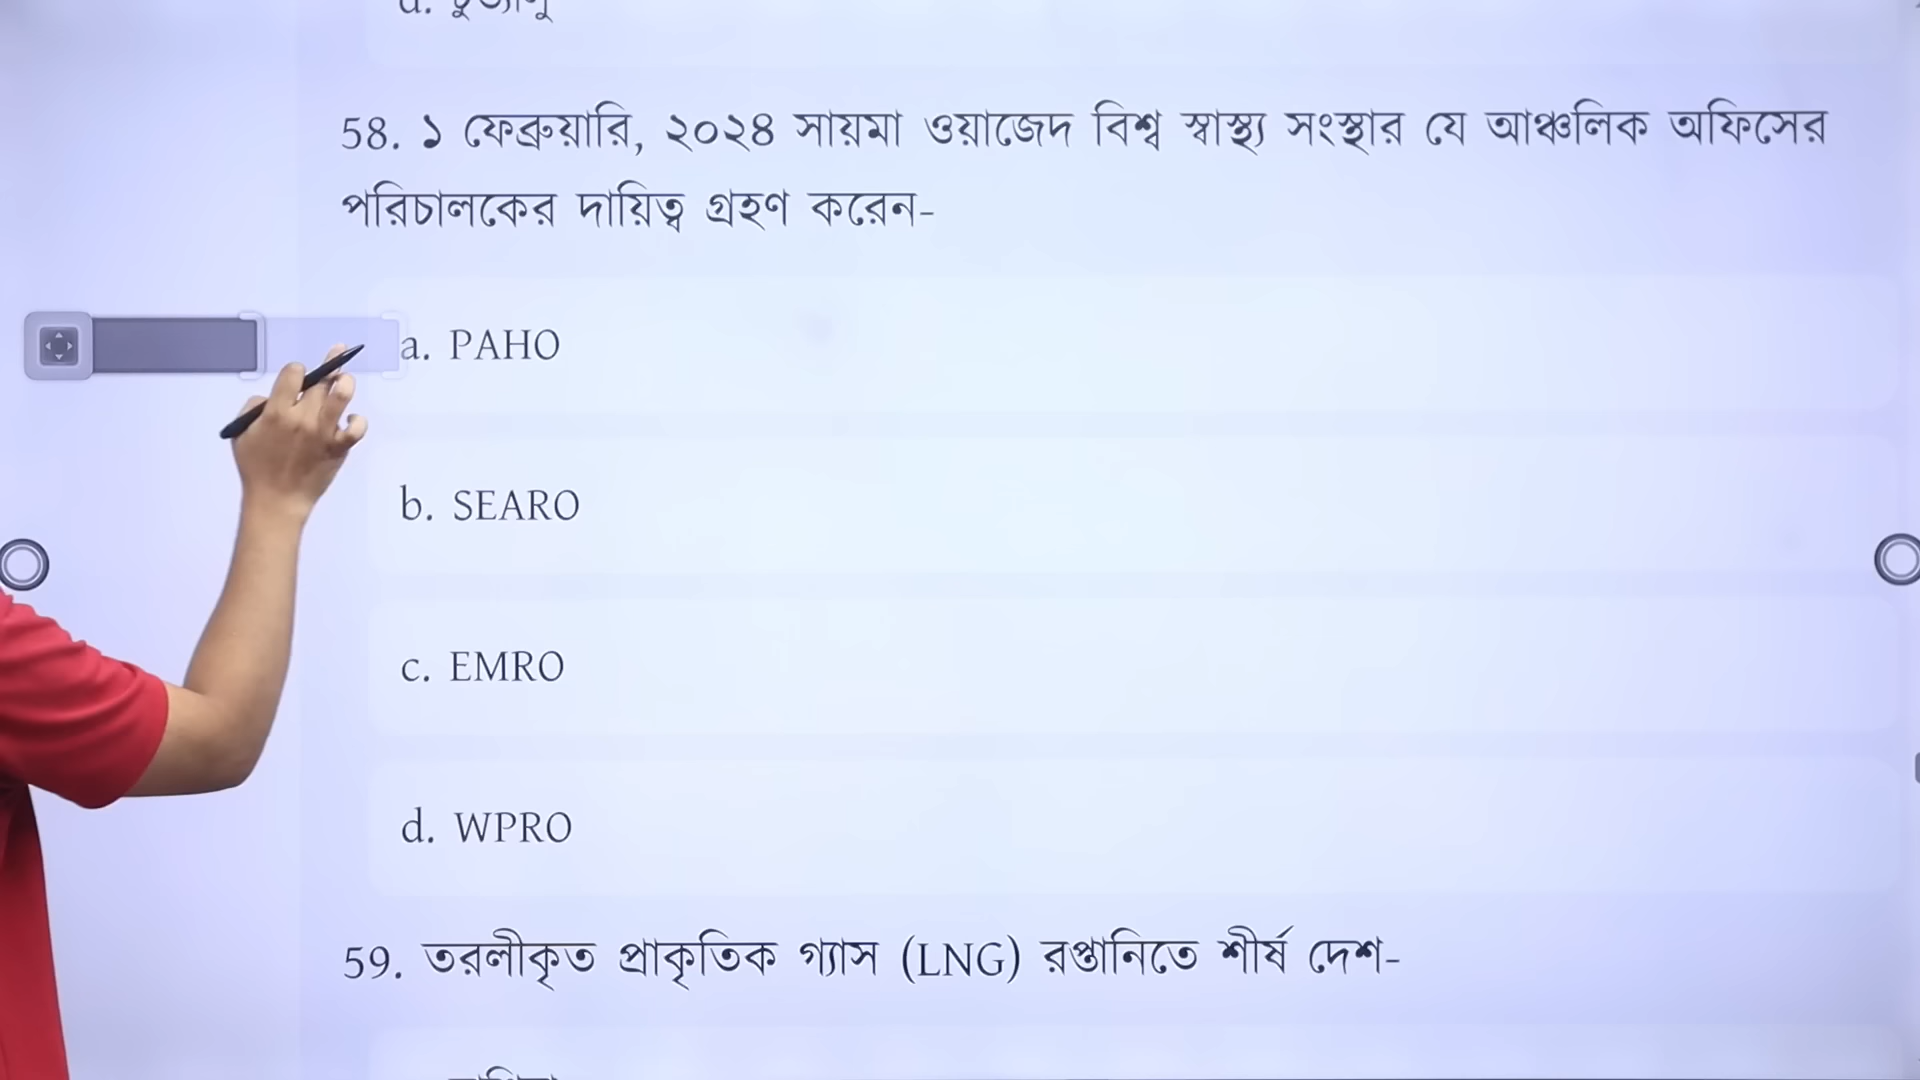 58. ১ ফেব্রুয়ারি, ২০২৪ সায়মা ওয়াজেদ বিশ্ব স্বাস্থ্য সংস্থার যে আঞ্চলিক অফিসের
পরিচালকের দায়িত্ব গ্রহণ করেন-
a. PAHO
b. SEARO
c. EMRO
d. WPRO
59. তরলীকৃত প্রাকৃতিক গ্যাস (LNG) রপ্তানিতে শীর্ষ দেশ-